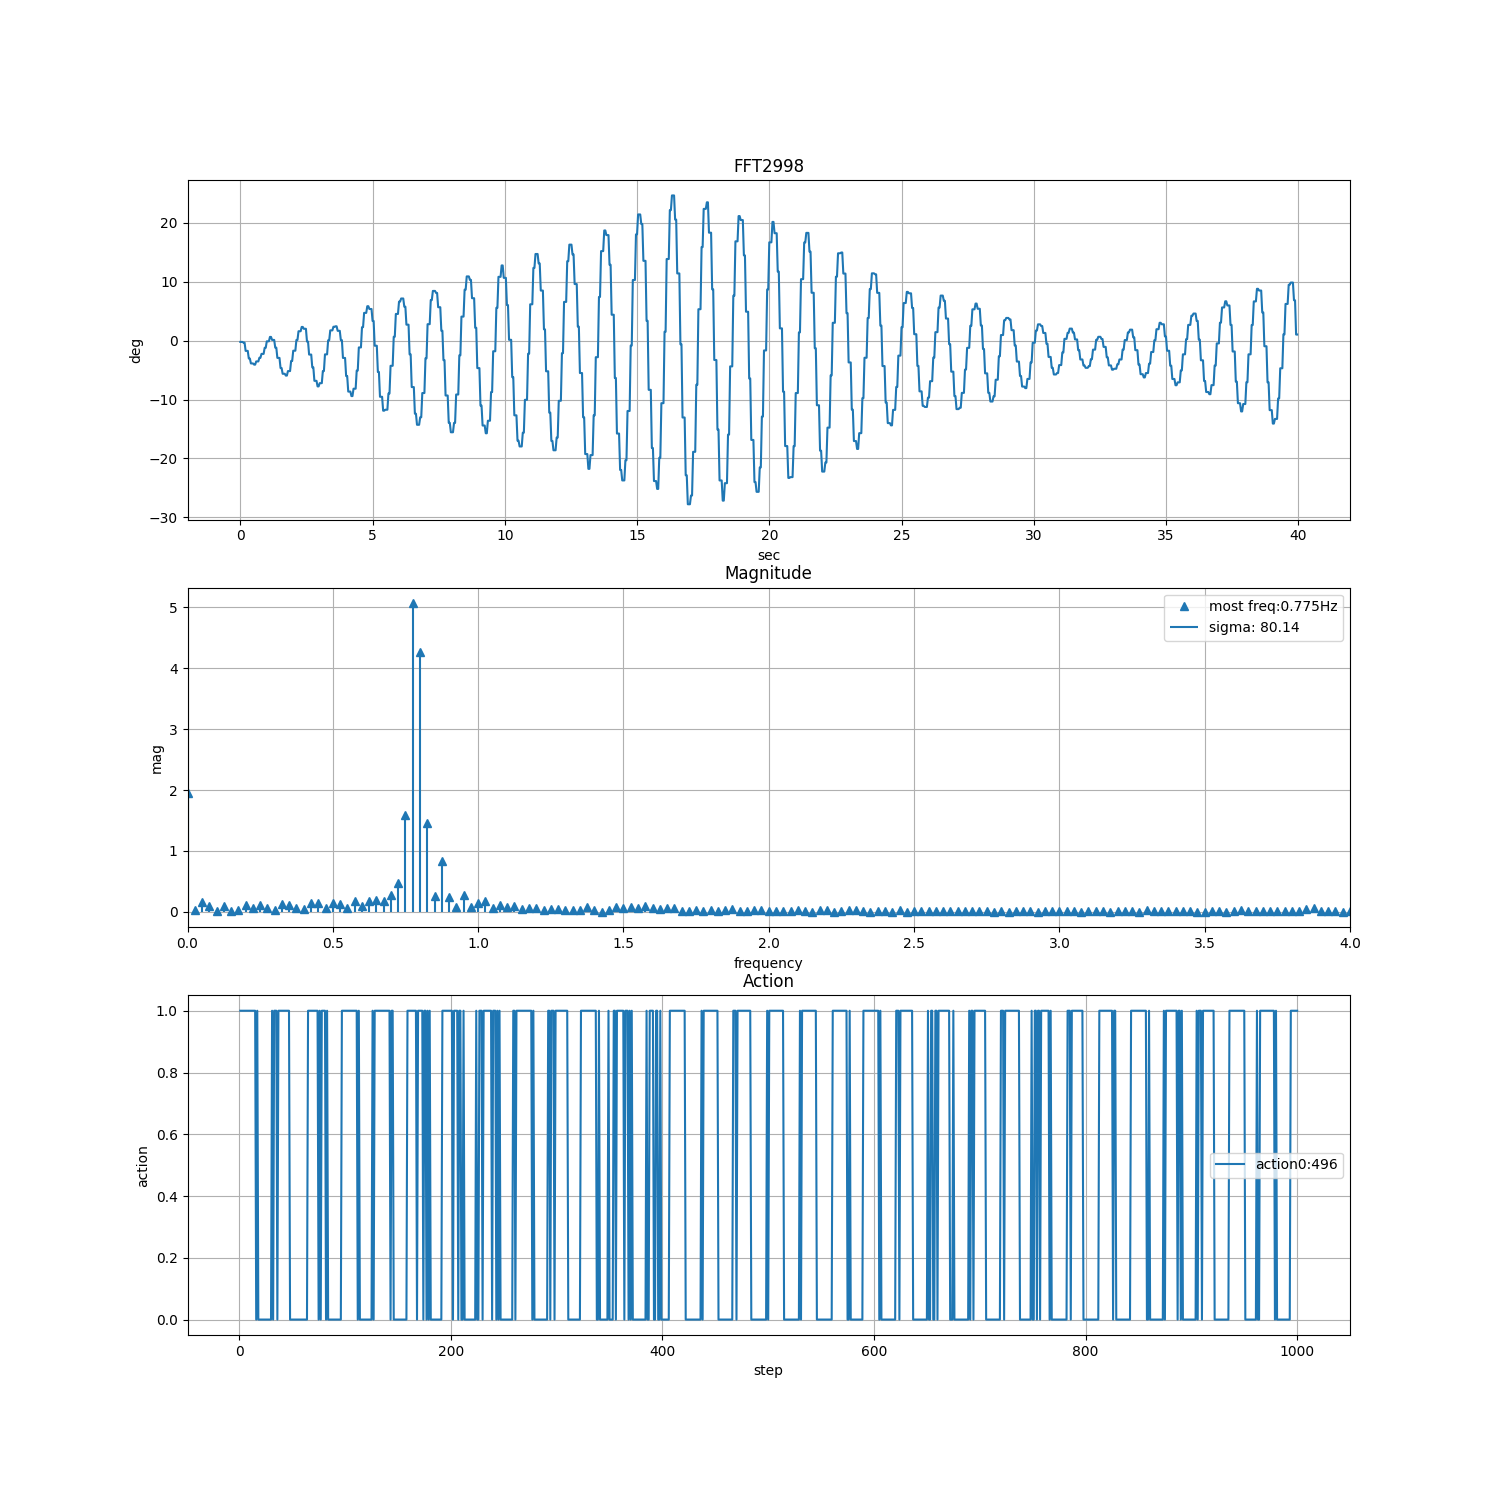 FFT2998
20
10
0
−10
−20
−30
deg
0 5 10 15 20 25 30 35 40
sec
Magnitude
5
4
3
2
1
0
mag
most freq:0.775Hz
sigma: 80.14
0.0 0.5 1.0 1.5 2.0 2.5 3.0 3.5 4.0
frequency
Action
1.0
0.8
0.6
0.4
0.2
0.0
action
action0:496
0 200 400 600 800 1000
step